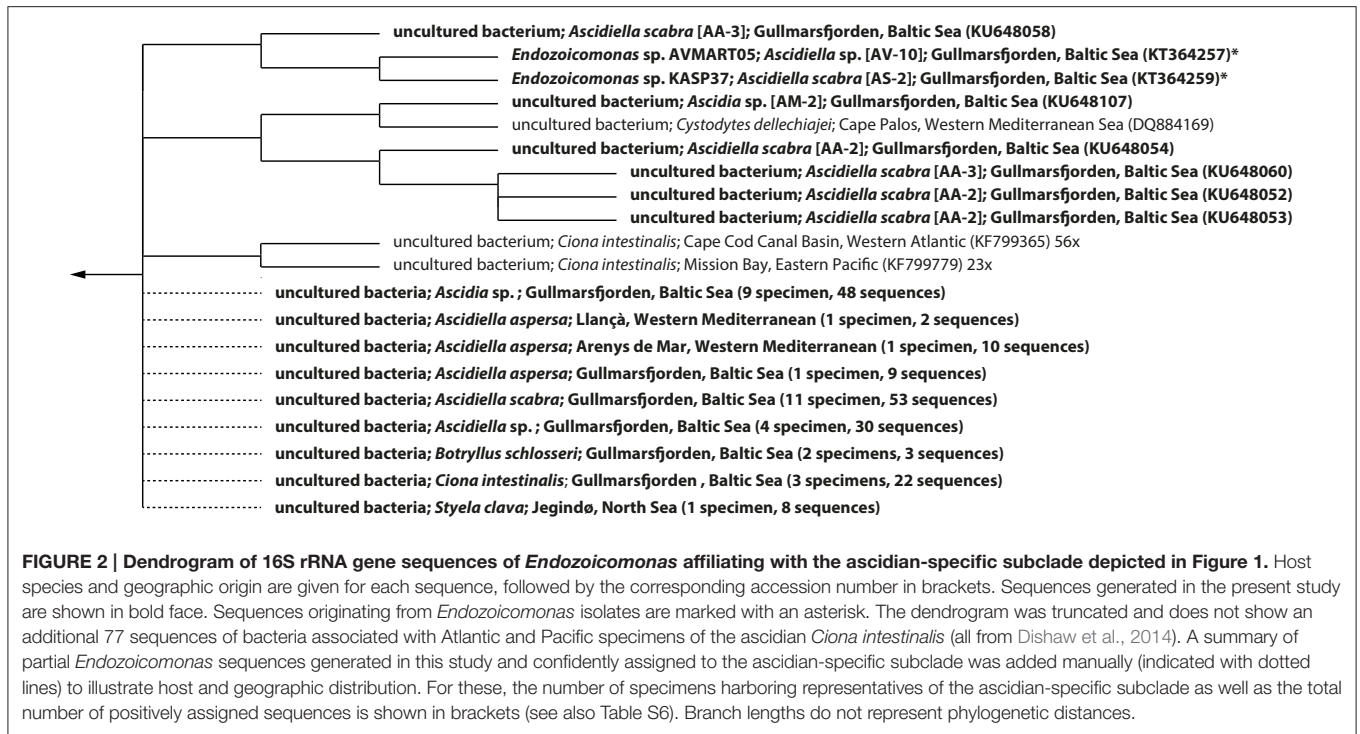 uncultured bacterium; Ascidiella scabra [AA-3]; Gullmarsfjorden, Baltic Sea (KU648058)
Endozoicomonas sp. AVMART05; Ascidiella sp. [AV-10]; Gullmarsfjorden, Baltic Sea (KT364257)*
Endozoicomonas sp. KASP37; Ascidiella scabra [AS-2]; Gullmarsfjorden, Baltic Sea (KT364259)*
uncultured bacterium; Ascidia sp. [AM-2]; Gullmarsfjorden, Baltic Sea (KU648107)
uncultured bacterium; Cystodytes dellechiajei; Cape Palos, Western Mediterranean Sea (DQ884169)
uncultured bacterium; Ascidiella scabra [AA-2]; Gullmarsfjorden, Baltic Sea (KU648054)
uncultured bacterium; Ascidiella scabra [AA-3]; Gullmarsfjorden, Baltic Sea (KU648060)
uncultured bacterium; Ascidiella scabra [AA-2]; Gullmarsfjorden, Baltic Sea (KU648052)
uncultured bacterium; Ascidiella scabra [AA-2]; Gullmarsfjorden, Baltic Sea (KU648053)
uncultured bacterium; Ciona intestinalis; Cape Cod Canal Basin, Western Atlantic (KF799365) 56x
uncultured bacterium; Ciona intestinalis; Mission Bay, Eastern Pacific (KF799779) 23x
uncultured bacteria; Ascidia sp. ; Gullmarsfjorden, Baltic Sea (9 specimen, 48 sequences)
uncultured bacteria; Ascidiella aspersa; Llançà, Western Mediterranean (1 specimen, 2 sequences)
uncultured bacteria; Ascidiella aspersa; Arenys de Mar, Western Mediterranean (1 specimen, 10 sequences)
uncultured bacteria; Ascidiella aspersa; Gullmarsfjorden, Baltic Sea (1 specimen, 9 sequences)
uncultured bacteria; Ascidiella scabra; Gullmarsfjorden, Baltic Sea (11 specimen, 53 sequences)
uncultured bacteria; Ascidiella sp. ; Gullmarsfjorden, Baltic Sea (4 specimen, 30 sequences)
uncultured bacteria; Botryllus schlosseri; Gullmarsfjorden, Baltic Sea (2 specimens, 3 sequences)
uncultured bacteria; Ciona intestinalis; Gullmarsfjorden , Baltic Sea (3 specimens, 22 sequences)
uncultured bacteria; Styela clava; Jegindø, North Sea (1 specimen, 8 sequences)
FIGURE 2 | Dendrogram of 16S rRNA gene sequences of Endozoicomonas affiliating with the ascidian-specific subclade depicted in Figure 1. Host
species and geographic origin are given for each sequence, followed by the corresponding accession number in brackets. Sequences generated in the present study
are shown in bold face. Sequences originating from Endozoicomonas isolates are marked with an asterisk. The dendrogram was truncated and does not show an
additional 77 sequences of bacteria associated with Atlantic and Pacific specimens of the ascidian Ciona intestinalis (all from Dishaw et al., 2014). A summary of
partial Endozoicomonas sequences generated in this study and confidently assigned to the ascidian-specific subclade was added manually (indicated with dotted
lines) to illustrate host and geographic distribution. For these, the number of specimens harboring representatives of the ascidian-specific subclade as well as the total
number of positively assigned sequences is shown in brackets (see also Table S6). Branch lengths do not represent phylogenetic distances.